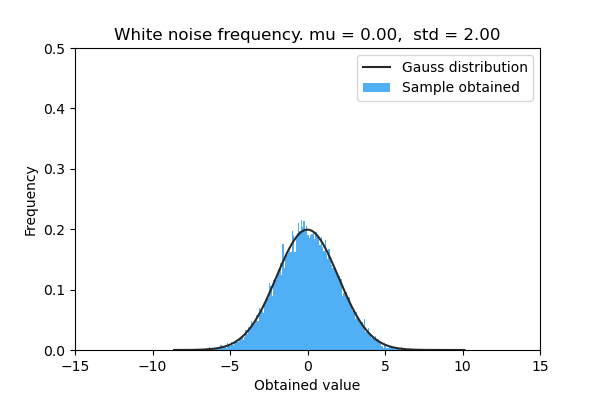 White noise frequency. mu = 0.00,  std = 2.00
0.5
0.4
0.3
0.2
0.1
0.0
Frequency
Gauss distribution
Sample obtained
−15
−10
−5
0
5
10
15
Obtained value